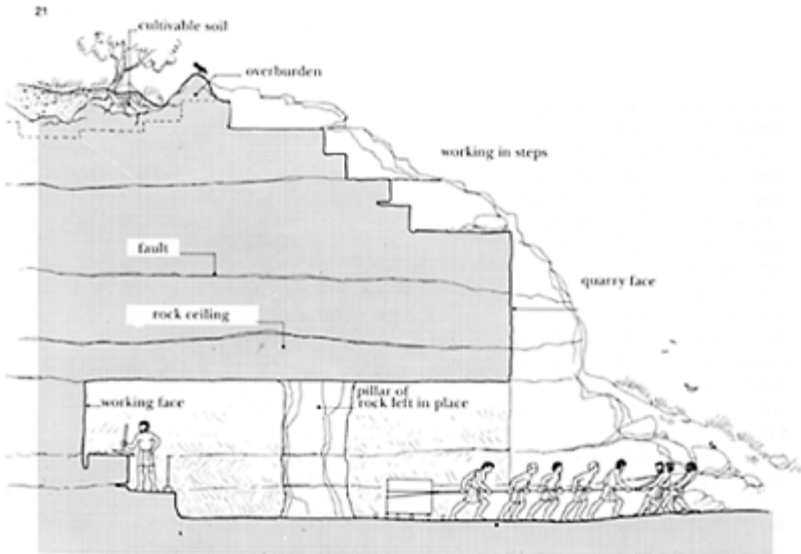 21
cultivable soil
overburden
working in steps
fault
quarry face
rock ceiling
working face
pillar of
rock left in place